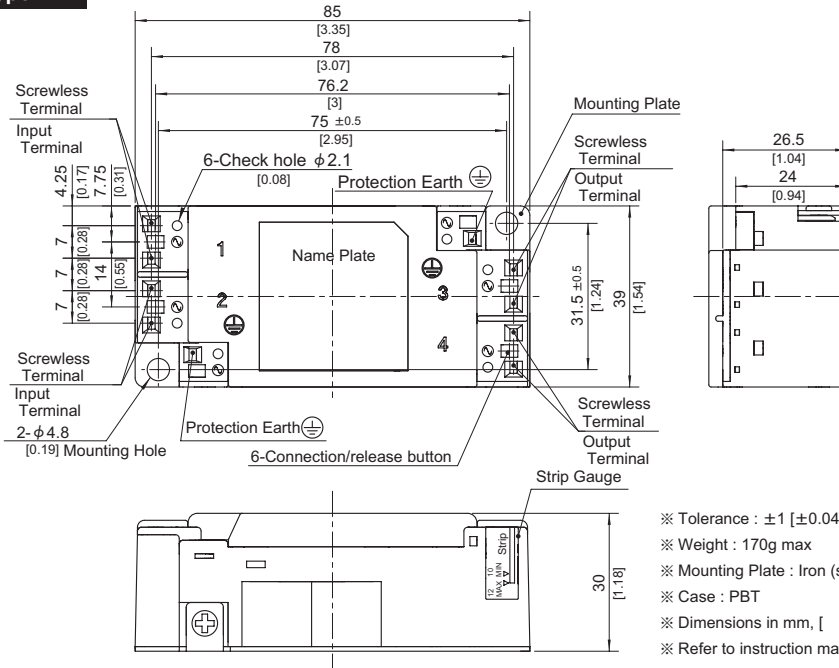 85
[3.35]
78
[3.07]
76.2
[3]
75 ±0.5
[2.95]
Screwless
Terminal
Input
Terminal
Mounting Plate
Screwless
Terminal
Output
Terminal
26.5
[1.04]
24
[0.94]
6-Check hole φ2.1
[0.08]
Protection Earth
4.25
[0.17]
7.75
[0.31]
7
[0.28]
7
[0.28]
14
[0.55]
7
[0.28]
1
2
Name Plate
3
4
31.5 ±0.5
[1.24]
39
[1.54]
Screwless
Terminal
Input
Terminal
2-φ4.8
[0.19] Mounting Hole
Protection Earth
6-Connection/release button
Screwless
Terminal
Output
Terminal
Strip Gauge
Strip
12 10
MAX MIN
30
[1.18]
※ Tolerance : ±1 [±0.04
※ Weight : 170g max
※ Mounting Plate : Iron (
※ Case : PBT
※ Dimensions in mm, [
※ Refer to instruction